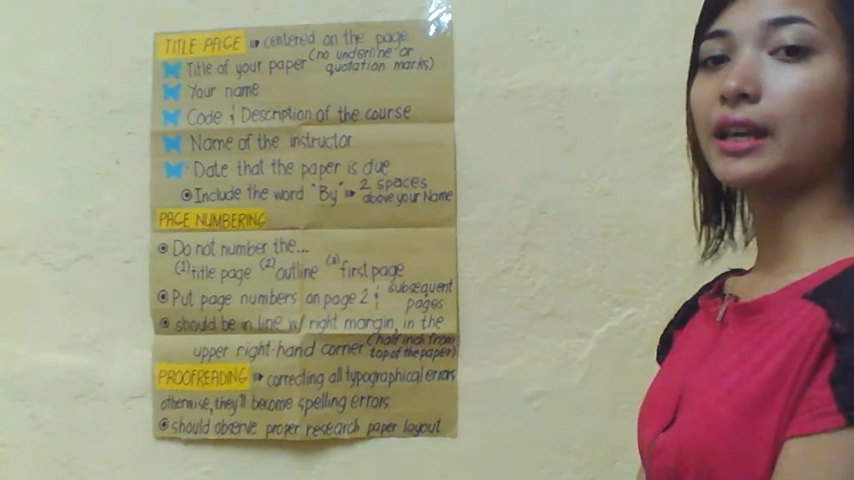 TITLE PAGE ➠ centered on the page
Title of your paper (no underline or quotation marks)
Your name
Code & Description of the course
Name of the instructor
Date that the paper is due
Include the word "By" ➠ 2 spaces above your Name
PAGE NUMBERING
Do not number the...
(1) title page (2) outline (3) first page
Put page numbers on page 2 & subsequent pages
should be in line w/ right margin, in the
upper right-hand corner (half inch from top of the paper)
PROOFREADING ➠ correcting all typographical errors
otherwise, they'll become spelling errors.
should observe proper research paper layout